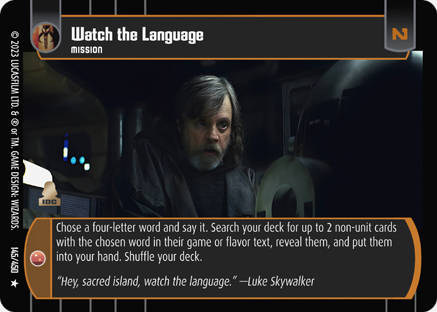 Watch the Language
MISSION
N
© 2023 LUCASFILM LTD. & ® or TM. GAME DESIGN: WIZARDS. 145/450 ★
IDC
Chose a four-letter word and say it. Search your deck for up to 2 non-unit cards
with the chosen word in their game or flavor text, reveal them, and put them
into your hand. Shuffle your deck.
“Hey, sacred island, watch the language.” —Luke Skywalker